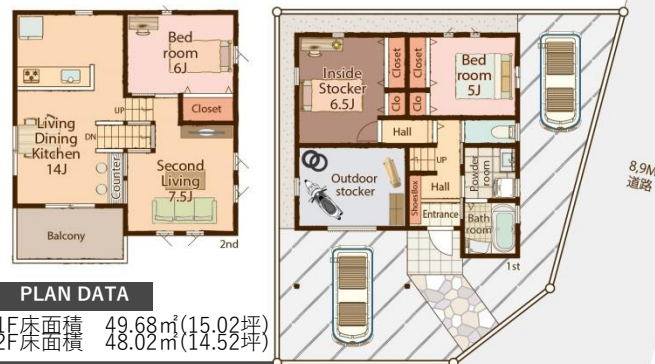 Bed
room
6J
Closet
UP
DN
Living
Dining
Kitchen
14J
Counter
Second
Living
7.5J
Balcony
2nd
Inside
Stocker
6.5J
Closet
Closet
Clo
Clo
Bed
room
5J
Hall
UP
Outdoor
stocker
ShoesBox
Hall
Entrance
Powder
room
Bath
room
1st
8,9M
道路
PLAN DATA
1F床面積 49.68㎡(15.02坪)
2F床面積 48.02㎡(14.52坪)